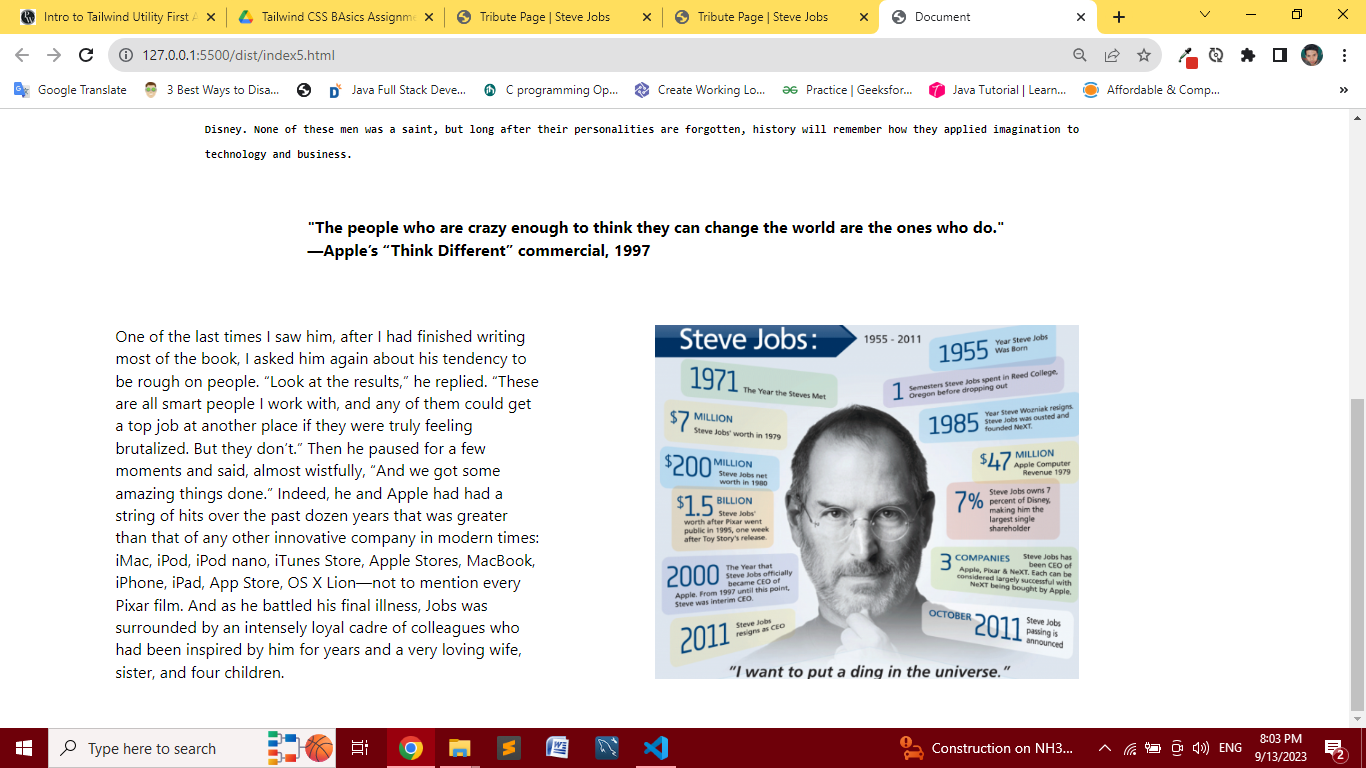 Intro to Tailwind Utility First A
Tailwind CSS BAsics Assignme
Tribute Page | Steve Jobs
Tribute Page | Steve Jobs
Document
127.0.0.1:5500/dist/index5.html
Google Translate
3 Best Ways to Disa...
Java Full Stack Deve...
C programming Op...
Create Working Lo...
Practice | Geeksfor...
Java Tutorial | Learn...
Affordable & Comp...
Disney. None of these men was a saint, but long after their personalities are forgotten, history will remember how they applied imagination to
technology and business.
"The people who are crazy enough to think they can change the world are the ones who do."
—Apple’s “Think Different” commercial, 1997
One of the last times I saw him, after I had finished writing
most of the book, I asked him again about his tendency to
be rough on people. “Look at the results,” he replied. “These
are all smart people I work with, and any of them could get
a top job at another place if they were truly feeling
brutalized. But they don’t.” Then he paused for a few
moments and said, almost wistfully, “And we got some
amazing things done.” Indeed, he and Apple had had a
string of hits over the past dozen years that was greater
than that of any other innovative company in modern times:
iMac, iPod, iPod nano, iTunes Store, Apple Stores, MacBook,
iPhone, iPad, App Store, OS X Lion—not to mention every
Pixar film. And as he battled his final illness, Jobs was
surrounded by an intensely loyal cadre of colleagues who
had been inspired by him for years and a very loving wife,
sister, and four children.
Steve Jobs:
1955 - 2011
1971 The Year the Steves Met
$7 MILLION
Steve Jobs' worth in 1979
$200 MILLION
Steve Jobs net
worth in 1980
$1.5 BILLION
Steve Jobs'
worth after Pixar went
public in 1995, one week
after Toy Story's release.
2000 The Year that
Steve Jobs officially
became CEO of
Apple. From 1997 until this point,
Steve was interim CEO.
2011 Steve Jobs
resigns as CEO
1955 Year Steve Jobs
Was Born
1 Semesters Steve Jobs spent in Reed College,
Oregon before dropping out
1985 Year Steve Wozniak resigns.
Steve Jobs was ousted and
founded NeXT.
$47 MILLION
Apple Computer
Revenue 1979
7% Steve Jobs owns 7
percent of Disney,
making him the
largest single
shareholder
3 COMPANIES Steve Jobs has
been CEO of
Apple, Pixar & NeXT. Each can be
considered largely successful with
NeXT being bought by Apple.
OCTOBER 2011 Steve Jobs
passing is
announced
“I want to put a ding in the universe.”
Type here to search
Construction on NH3...
ENG
8:03 PM
9/13/2023
2